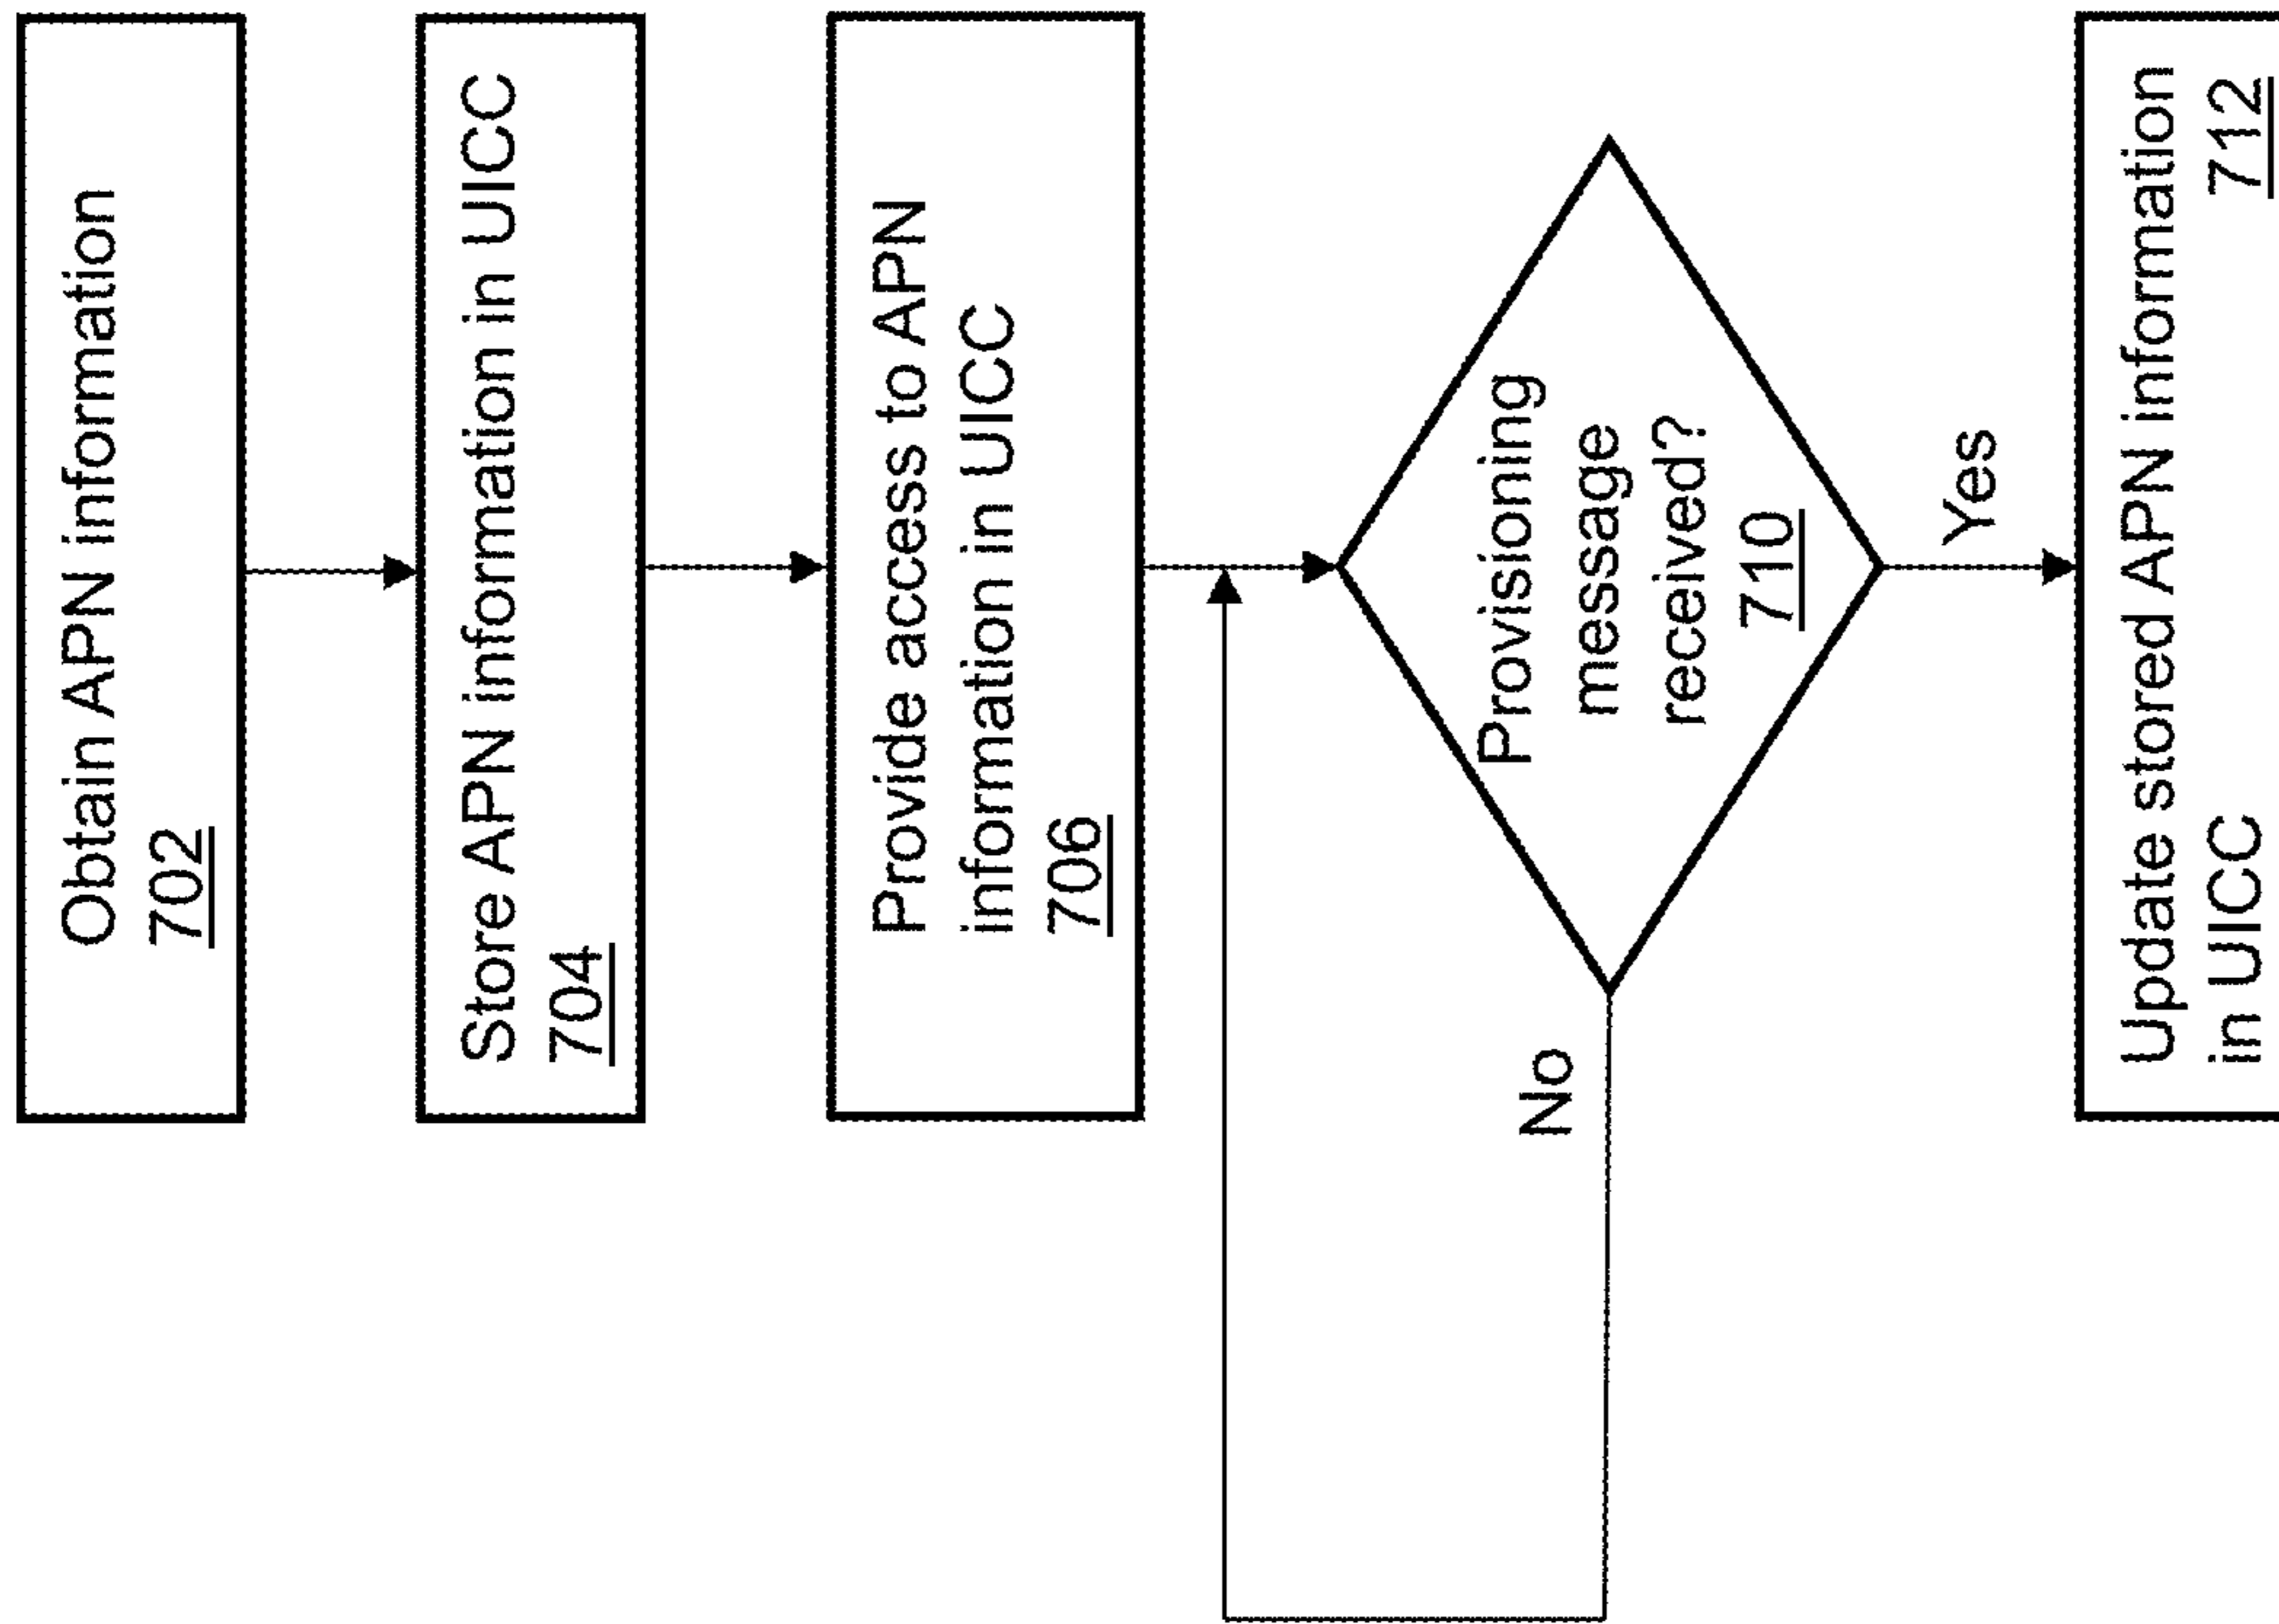 Obtain APN information
702
Store APN information in UICC
704
Provide access to APN
information in UICC
706
Provisioning
message
received?
710
No
Yes
Update stored APN information
in UICC 712